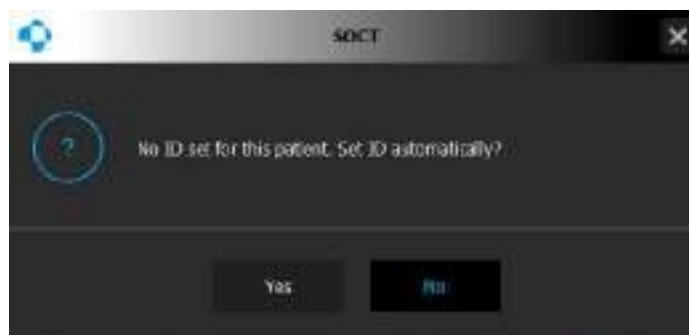 SOCT
?
No ID set for this patient. Set ID automatically?
Yes
No